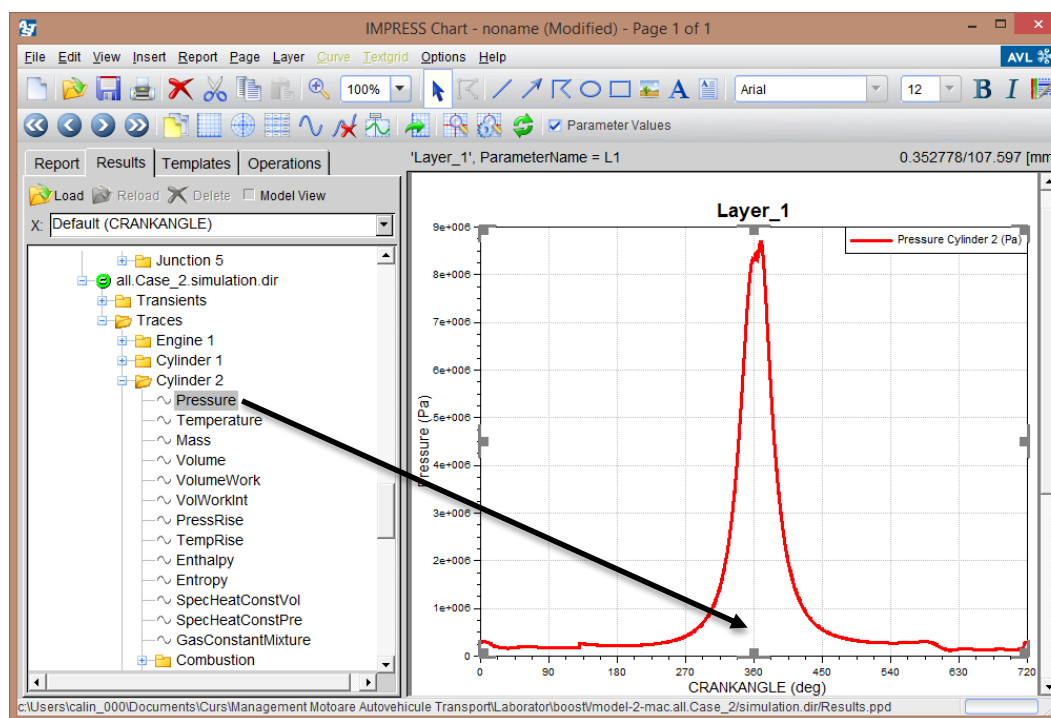 IMPRESS Chart - noname (Modified) - Page 1 of 1
File Edit View Insert Report Page Layer Curve Textgrid Options Help
AVL
100%
A
Arial
12
B I
Parameter Values
Report Results Templates Operations
'Layer_1', ParameterName = L1
0.352778/107.597 [mm
Load Reload Delete Model View
X: Default (CRANKANGLE)
Junction 5
all.Case_2.simulation.dir
Transients
Traces
Engine 1
Cylinder 1
Cylinder 2
Pressure
Temperature
Mass
Volume
VolumeWork
VolWorkInt
PressRise
TempRise
Enthalpy
Entropy
SpecHeatConstVol
SpecHeatConstPre
GasConstantMixture
Combustion
Layer_1
Pressure Cylinder 2 (Pa)
9e+006
8e+006
7e+006
6e+006
5e+006
4e+006
3e+006
2e+006
1e+006
0
Pressure (Pa)
0 90 180 270 360 450 540 630 720
CRANKANGLE (deg)
c:\Users\calin_000\Documents\Curs\Management Motoare Autovehicule Transport\Laborator\boost\model-2-mac.all.Case_2/simulation.dir/Results.ppd